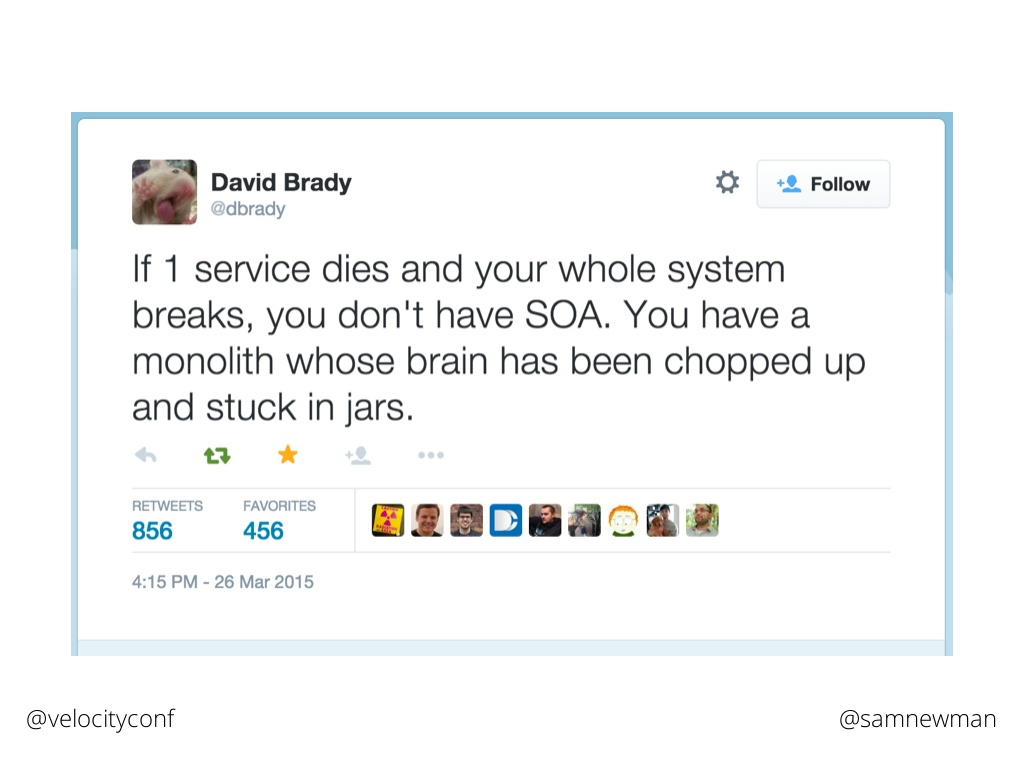 David Brady
@dbrady
Follow
If 1 service dies and your whole system
breaks, you don't have SOA. You have a
monolith whose brain has been chopped up
and stuck in jars.
RETWEETS FAVORITES
856 456
4:15 PM - 26 Mar 2015
@velocityconf @samnewman